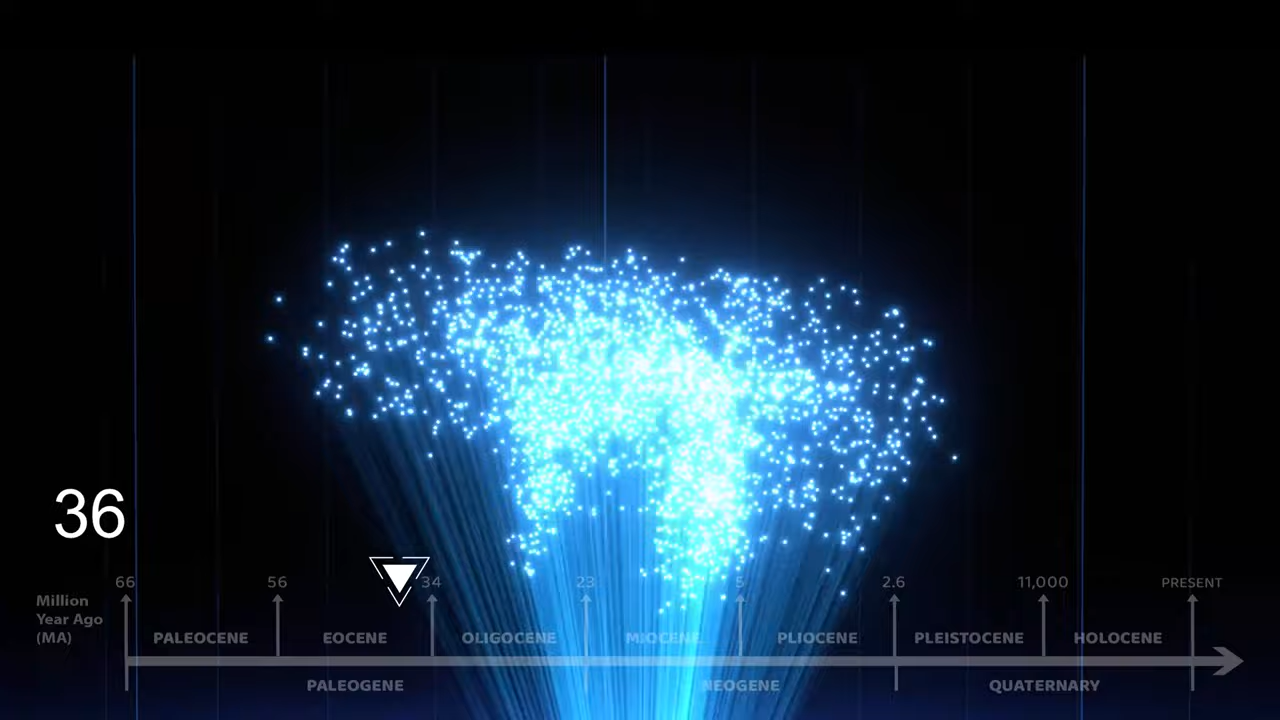 36
66 56 34 23 5 2.6 11,000 PRESENT
Million
Year Ago
(MA)
PALEOCENE EOCENE OLIGOCENE MIOCENE PLIOCENE PLEISTOCENE HOLOCENE
PALEOGENE NEOGENE QUATERNARY